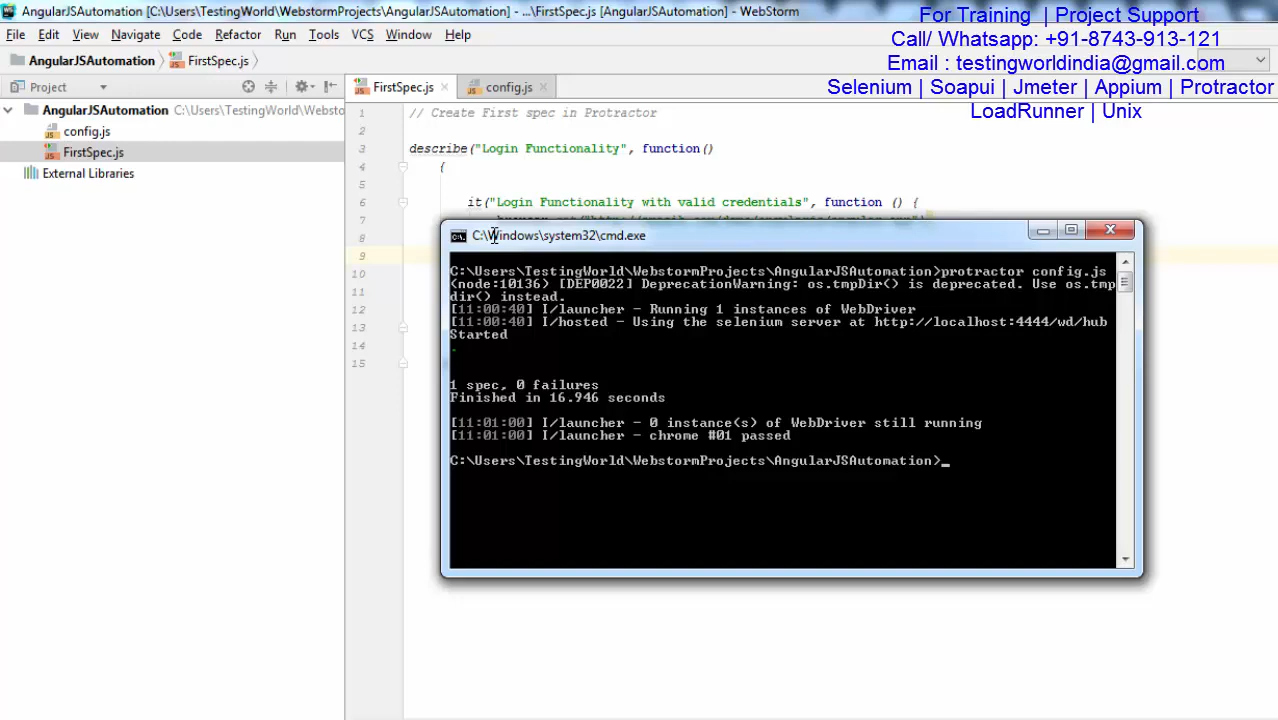 AngularJSAutomation [C:\Users\TestingWorld\WebstormProjects\AngularJSAutomation] - ...\FirstSpec.js [AngularJSAutomation] - WebStorm
For Training | Project Support
File Edit View Navigate Code Refactor Run Tools VCS Window Help
Call/ Whatsapp: +91-8743-913-121
AngularJSAutomation FirstSpec.js
Email : testingworldindia@gmail.com
Project
FirstSpec.js
config.js
Selenium | Soapui | Jmeter | Appium | Protractor
LoadRunner | Unix
AngularJSAutomation C:\Users\TestingWorld\Websto
config.js
FirstSpec.js
External Libraries
1 // Create First spec in Protractor
2
3 describe("Login Functionality", function()
4 {
5
6 it("Login Functionality with valid credentials", function () {
7
8
9
10
11
12
13
14
15
C:\Windows\system32\cmd.exe
C:\Users\TestingWorld\WebstormProjects\AngularJSAutomation>protractor config.js
(node:10136) [DEP0022] DeprecationWarning: os.tmpDir() is deprecated. Use os.tmp
dir() instead.
[11:00:40] I/launcher - Running 1 instances of WebDriver
[11:00:40] I/hosted - Using the selenium server at http://localhost:4444/wd/hub
Started
.
1 spec, 0 failures
Finished in 16.946 seconds
[11:01:00] I/launcher - 0 instance(s) of WebDriver still running
[11:01:00] I/launcher - chrome #01 passed
C:\Users\TestingWorld\WebstormProjects\AngularJSAutomation>_